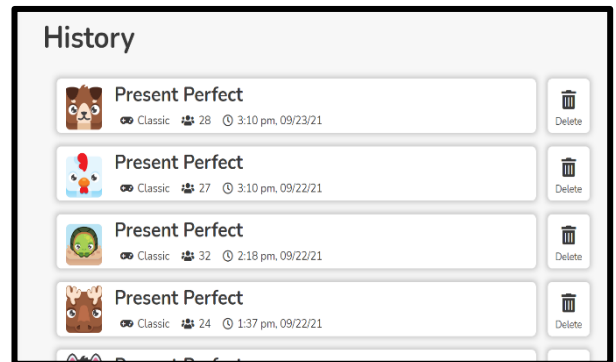 History
Present Perfect
Classic 28 3:10 pm, 09/23/21
Delete
Present Perfect
Classic 27 3:10 pm, 09/22/21
Delete
Present Perfect
Classic 32 2:18 pm, 09/22/21
Delete
Present Perfect
Classic 24 1:37 pm, 09/22/21
Delete
Present Perfect